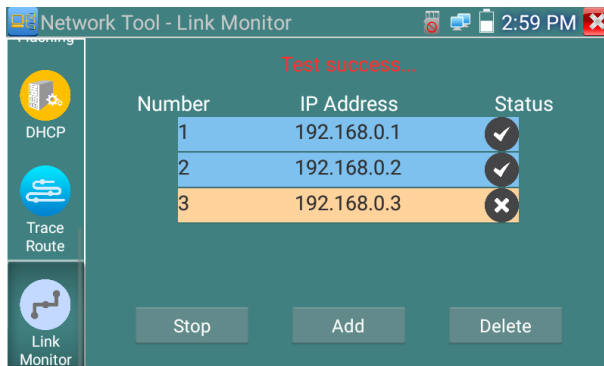 Network Tool - Link Monitor
2:59 PM
Flashing
Test success...
Number IP Address Status
1 192.168.0.1
2 192.168.0.2
3 192.168.0.3
DHCP
Trace
Route
Link
Monitor
Stop Add Delete